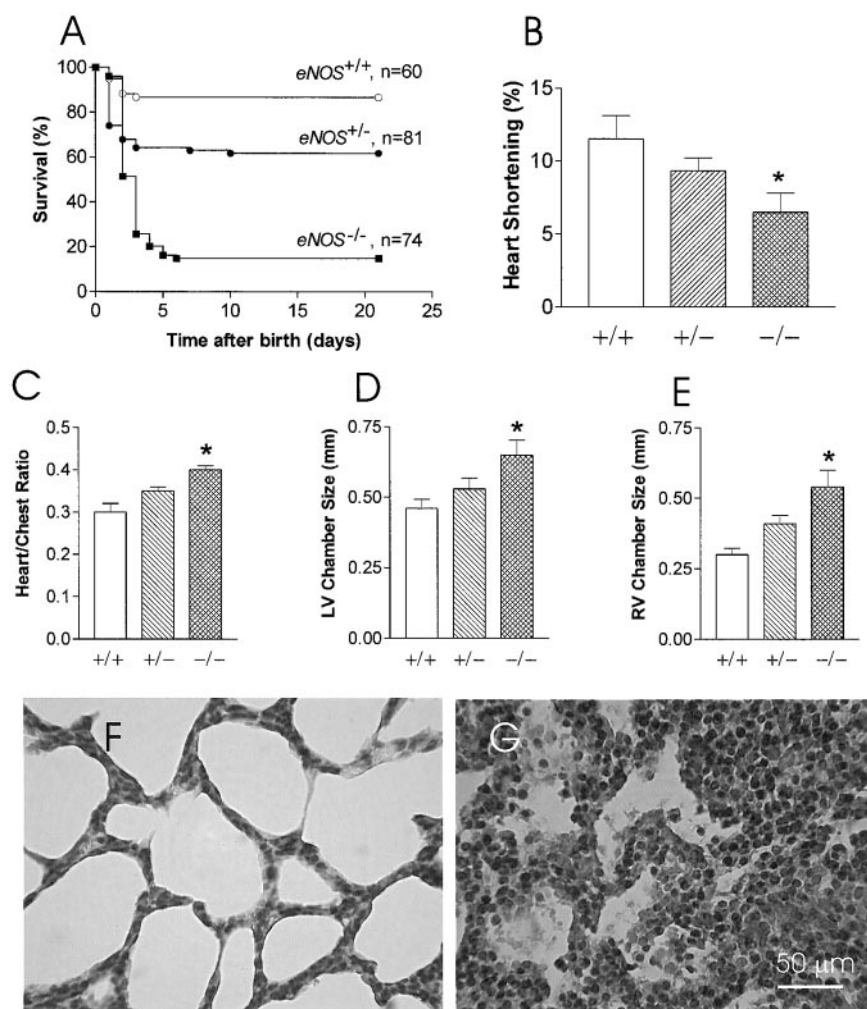 A
eNOS+/+, n=60
eNOS+/-, n=81
eNOS-/-, n=74
Survival (%)
100
80
60
40
20
0
0 5 10 15 20 25
Time after birth (days)
B
Heart Shortening (%)
15
10
5
0
*
+/+ +/− −/−
C
Heart/Chest Ratio
0.5
0.4
0.3
0.2
0.1
0.0
*
+/+ +/− −/−
D
LV Chamber Size (mm)
0.75
0.50
0.25
0.00
*
+/+ +/− −/−
E
RV Chamber Size (mm)
0.75
0.50
0.25
0.00
*
+/+ +/− −/−
F
G
50 μm